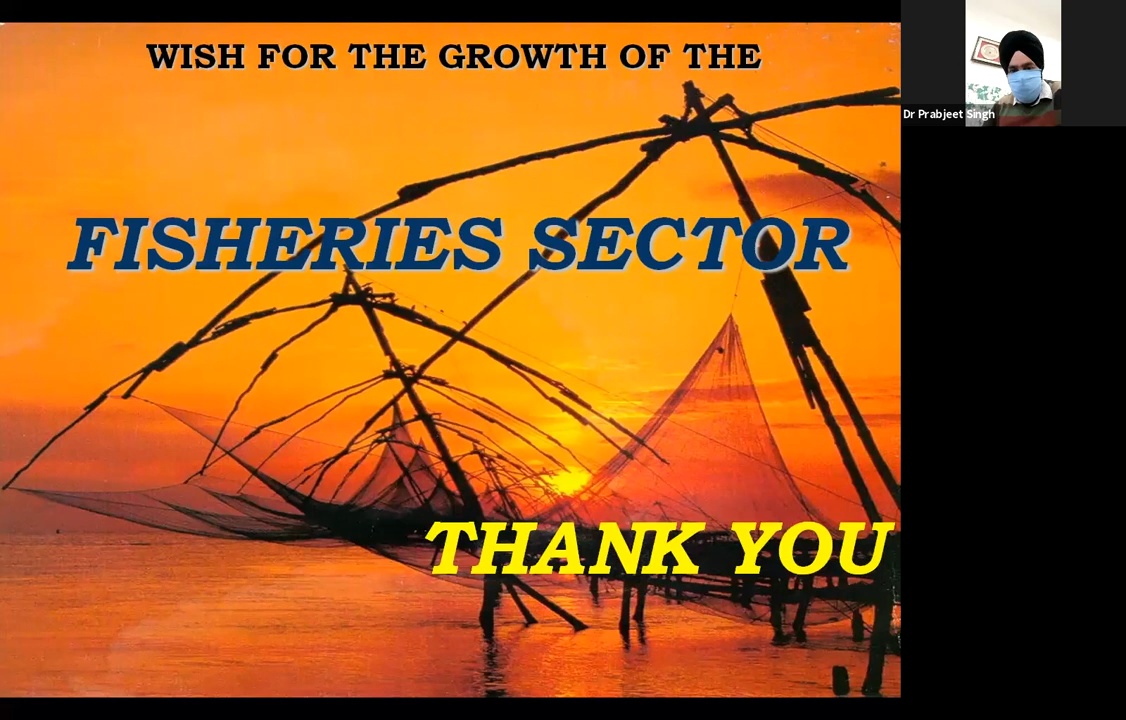 WISH FOR THE GROWTH OF THE
FISHERIES SECTOR
THANK YOU
Dr Prabjeet Singh